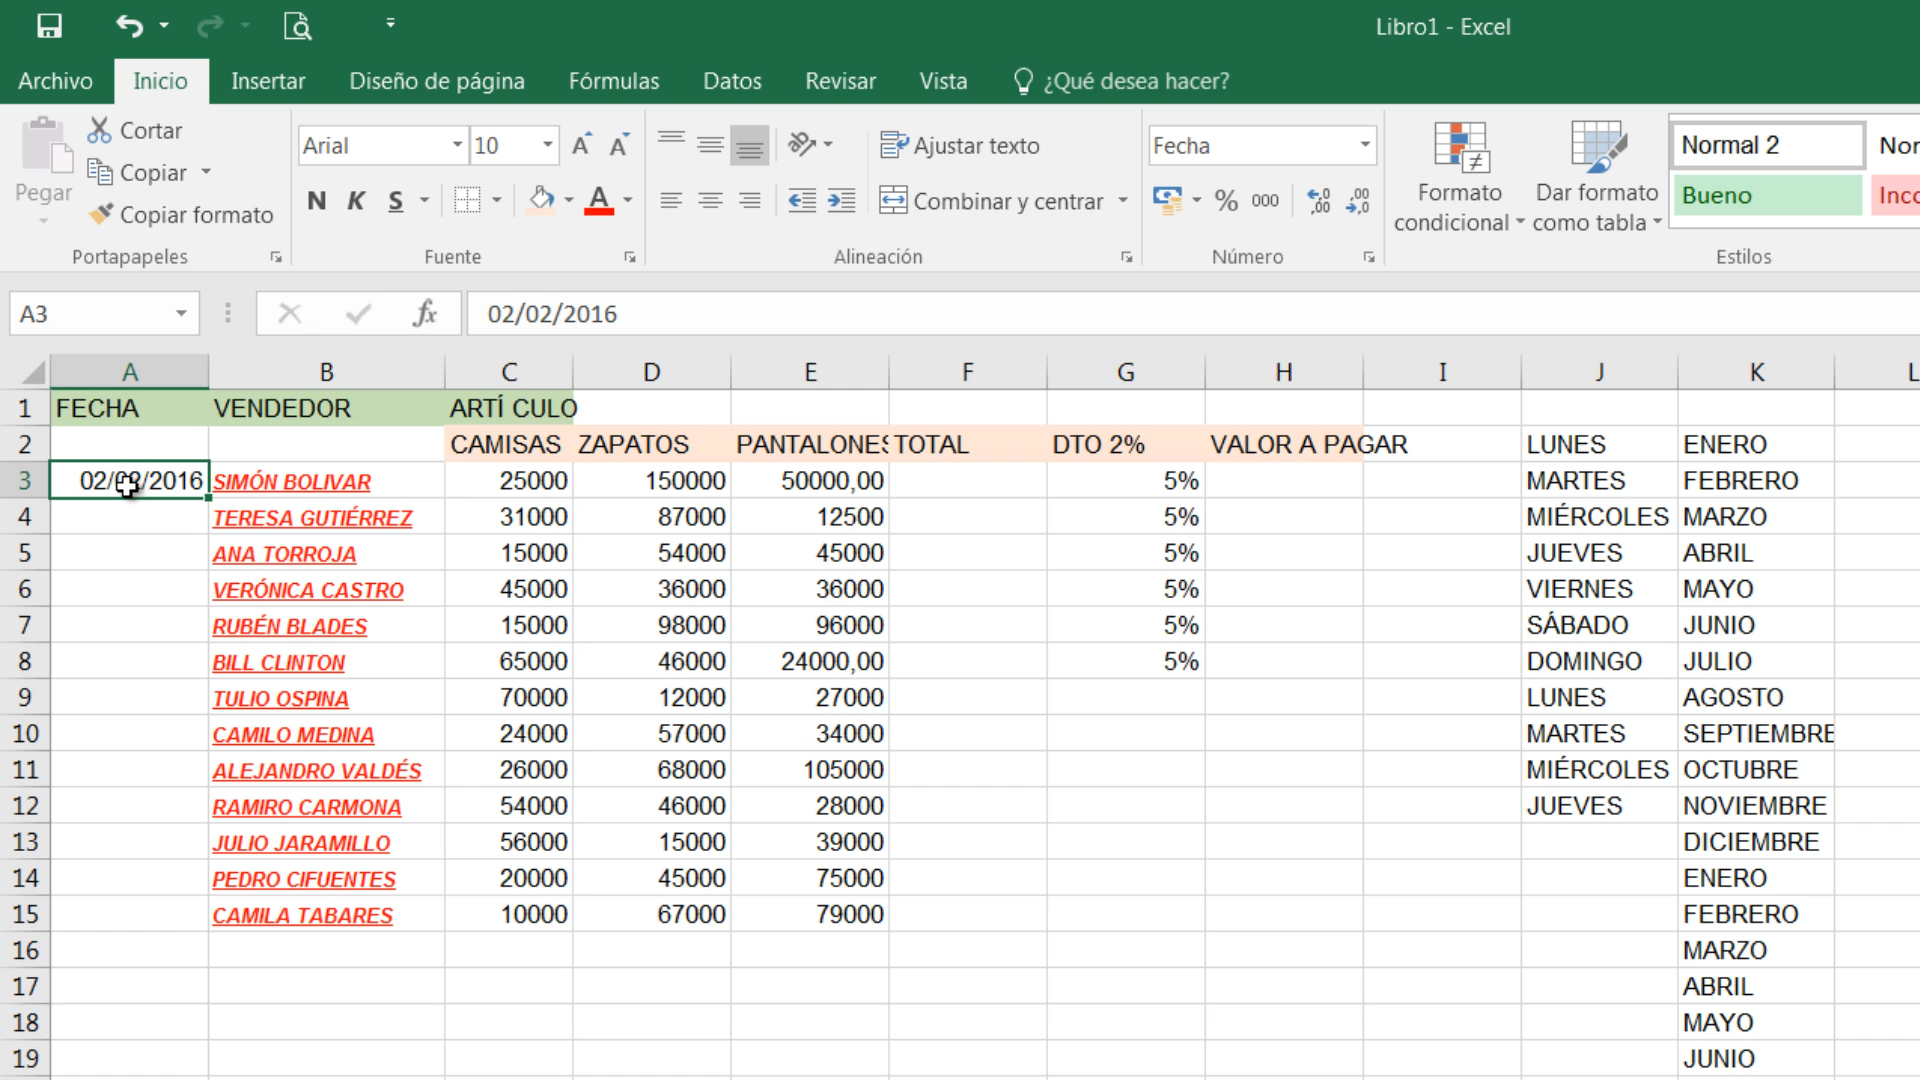 Libro1 - Excel
Archivo Inicio Insertar Diseño de página Fórmulas Datos Revisar Vista ¿Qué desea hacer?
Pegar Cortar Copiar Copiar formato
Portapapeles
Arial 10
N K S A
Fuente
Ajustar texto
Combinar y centrar
Alineación
Fecha
% 000 ,00 ,0
Número
Formato condicional Dar formato como tabla
Normal 2
Bueno
Estilos
A3 fx 02/02/2016
A B C D E F G H I J K L
1 FECHA VENDEDOR ARTÍ CULO
2 CAMISAS ZAPATOS PANTALONES TOTAL DTO 2% VALOR A PAGAR LUNES ENERO
3 02/02/2016 SIMÓN BOLIVAR 25000 150000 50000,00 5% MARTES FEBRERO
4 TERESA GUTIÉRREZ 31000 87000 12500 5% MIÉRCOLES MARZO
5 ANA TORROJA 15000 54000 45000 5% JUEVES ABRIL
6 VERÓNICA CASTRO 45000 36000 36000 5% VIERNES MAYO
7 RUBÉN BLADES 15000 98000 96000 5% SÁBADO JUNIO
8 BILL CLINTON 65000 46000 24000,00 5% DOMINGO JULIO
9 TULIO OSPINA 70000 12000 27000 LUNES AGOSTO
10 CAMILO MEDINA 24000 57000 34000 MARTES SEPTIEMBRE
11 ALEJANDRO VALDÉS 26000 68000 105000 MIÉRCOLES OCTUBRE
12 RAMIRO CARMONA 54000 46000 28000 JUEVES NOVIEMBRE
13 JULIO JARAMILLO 56000 15000 39000 DICIEMBRE
14 PEDRO CIFUENTES 20000 45000 75000 ENERO
15 CAMILA TABARES 10000 67000 79000 FEBRERO
16 MARZO
17 ABRIL
18 MAYO
19 JUNIO